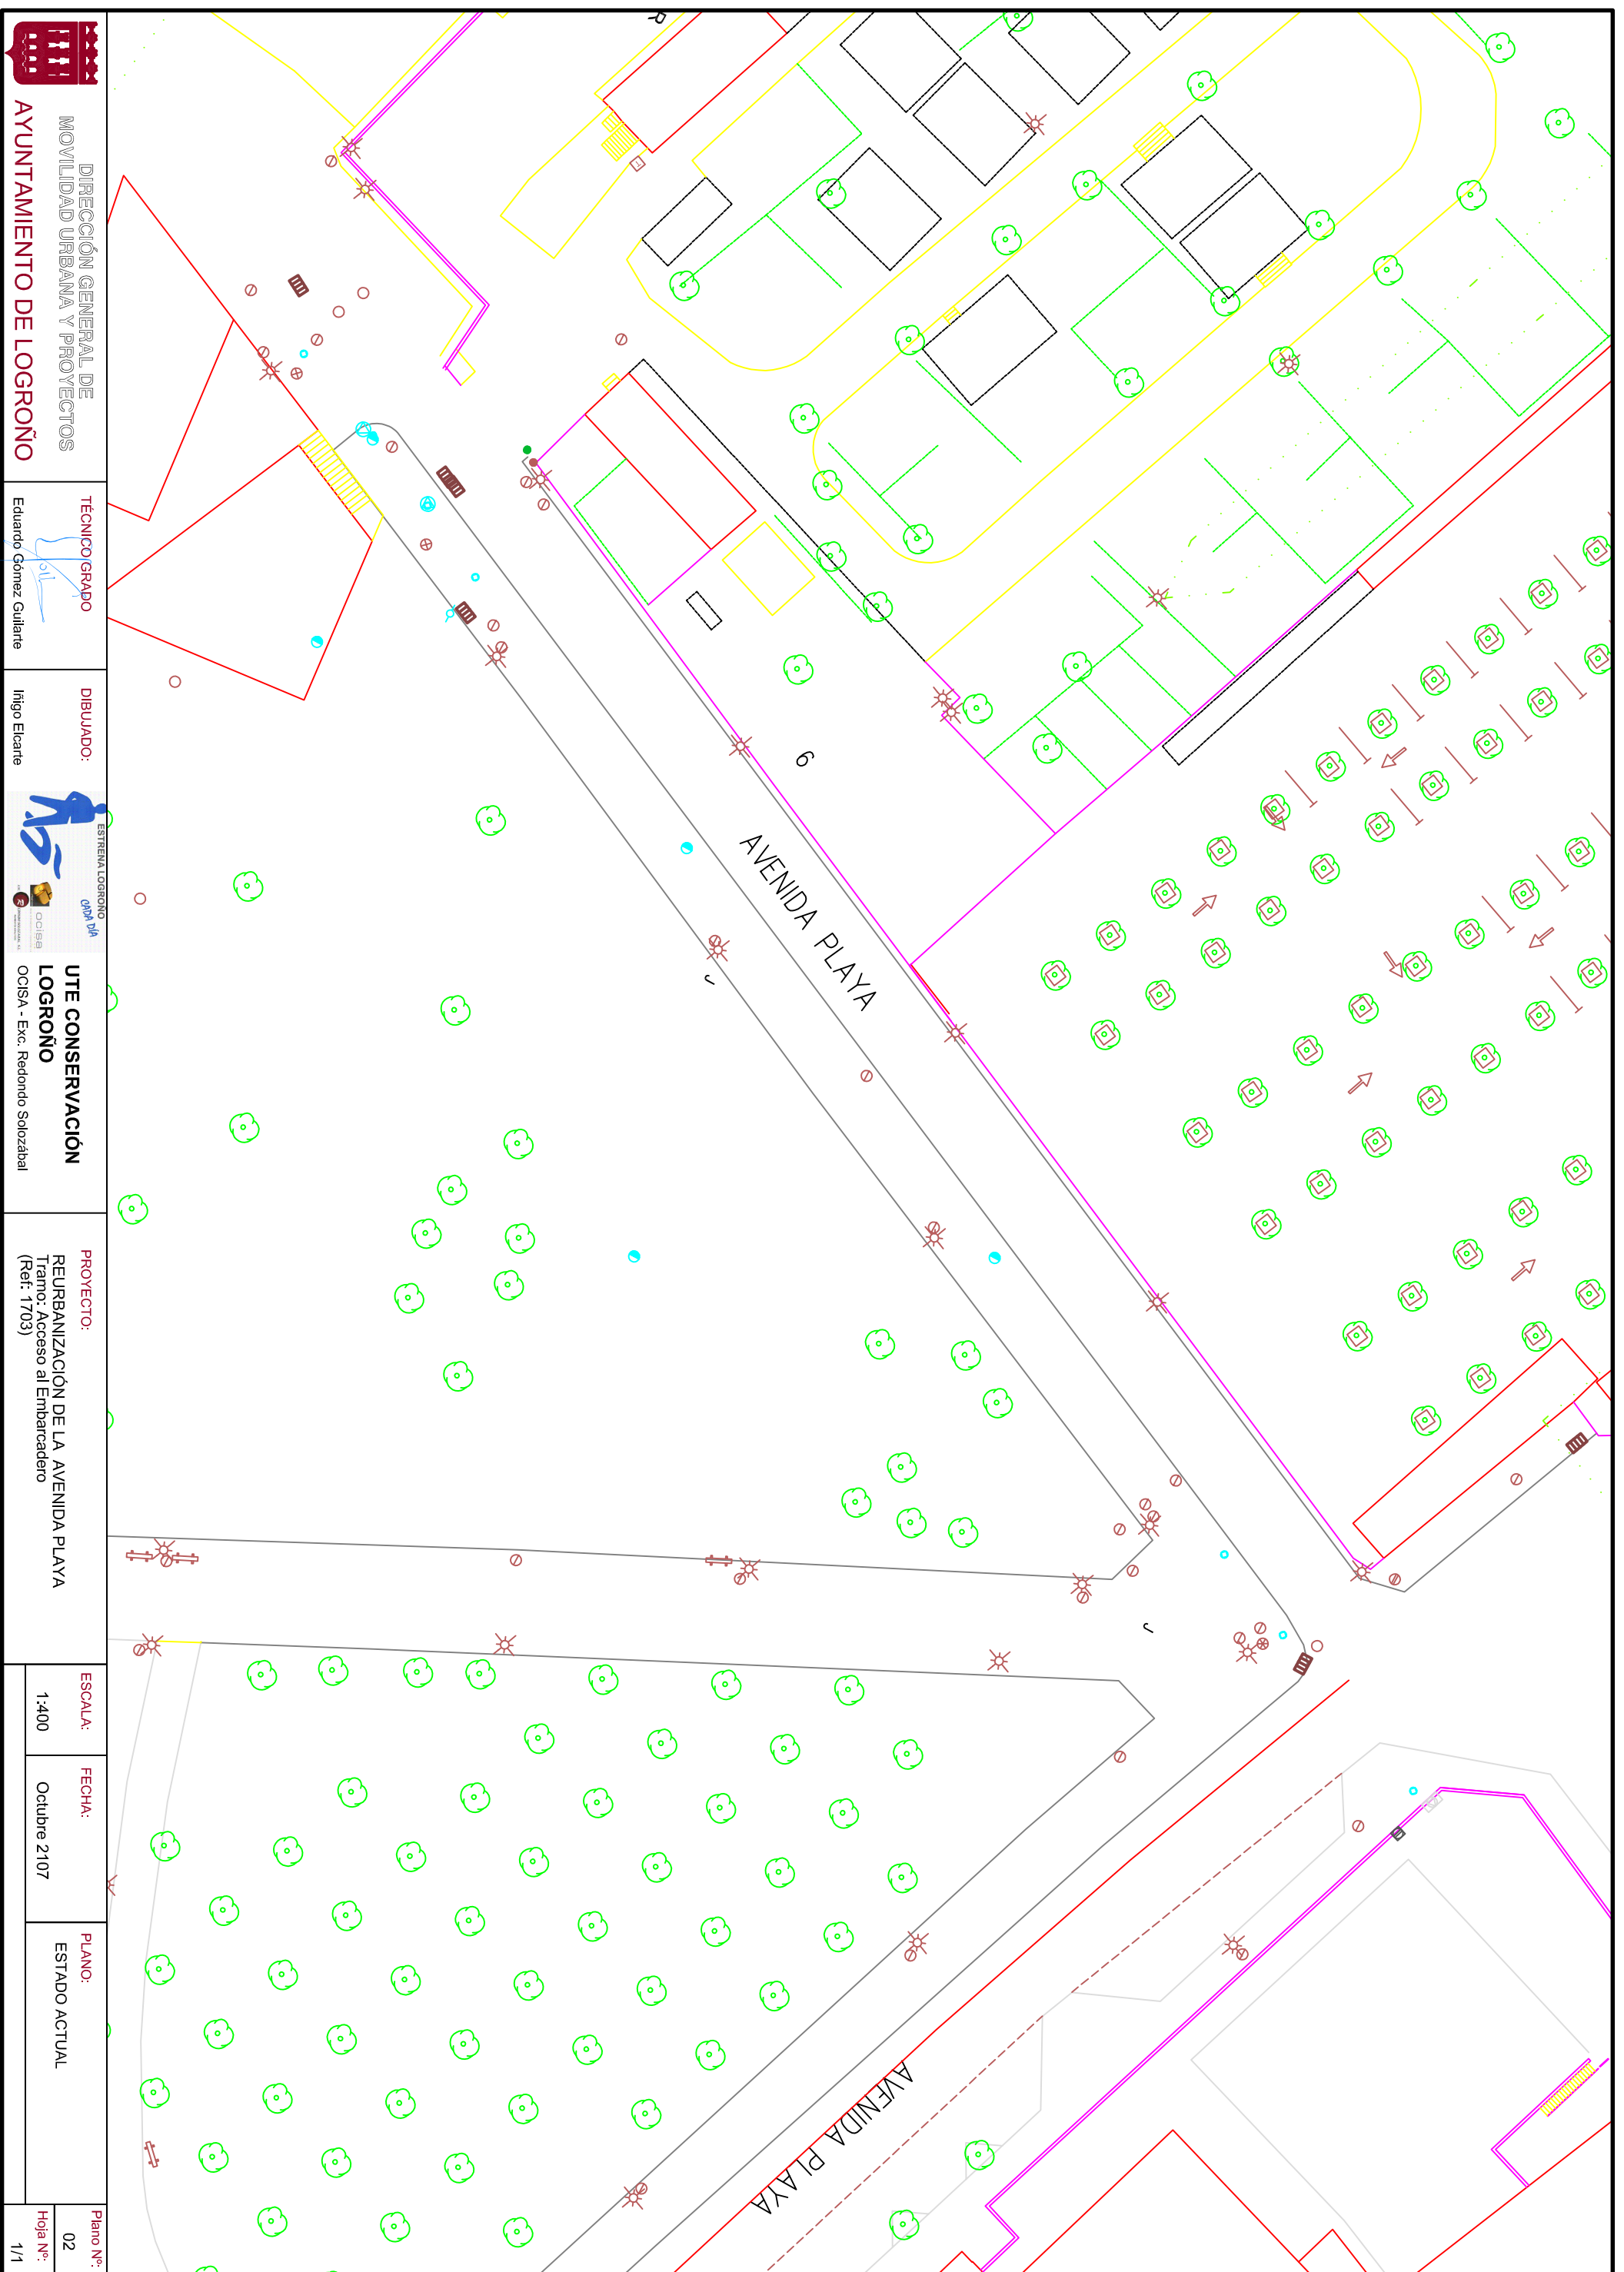 DIRECCIÓN GENERAL DE
MOVILIDAD URBANA Y PROYECTOS
AYUNTAMIENTO DE LOGROÑO
TÉCNICO/GRADO
Eduardo Gómez Guilarte
DIBUJADO:
Iñigo Elcarte
ESTRENA LOGROÑO
CADA DÍA
ocisa
UTE CONSERVACIÓN
LOGROÑO
OCISA - Exc. Redondo Solozábal
PROYECTO:
REURBANIZACIÓN DE LA AVENIDA PLAYA
Tramo: Acceso al Embarcadero
(Ref: 1703)
ESCALA:
1:400
FECHA:
Octubre 2107
PLANO:
ESTADO ACTUAL
Plano Nº:
02
Hoja Nº:
1/1
R
6
AVENIDA PLAYA
J
J
AVENIDA PLAYA